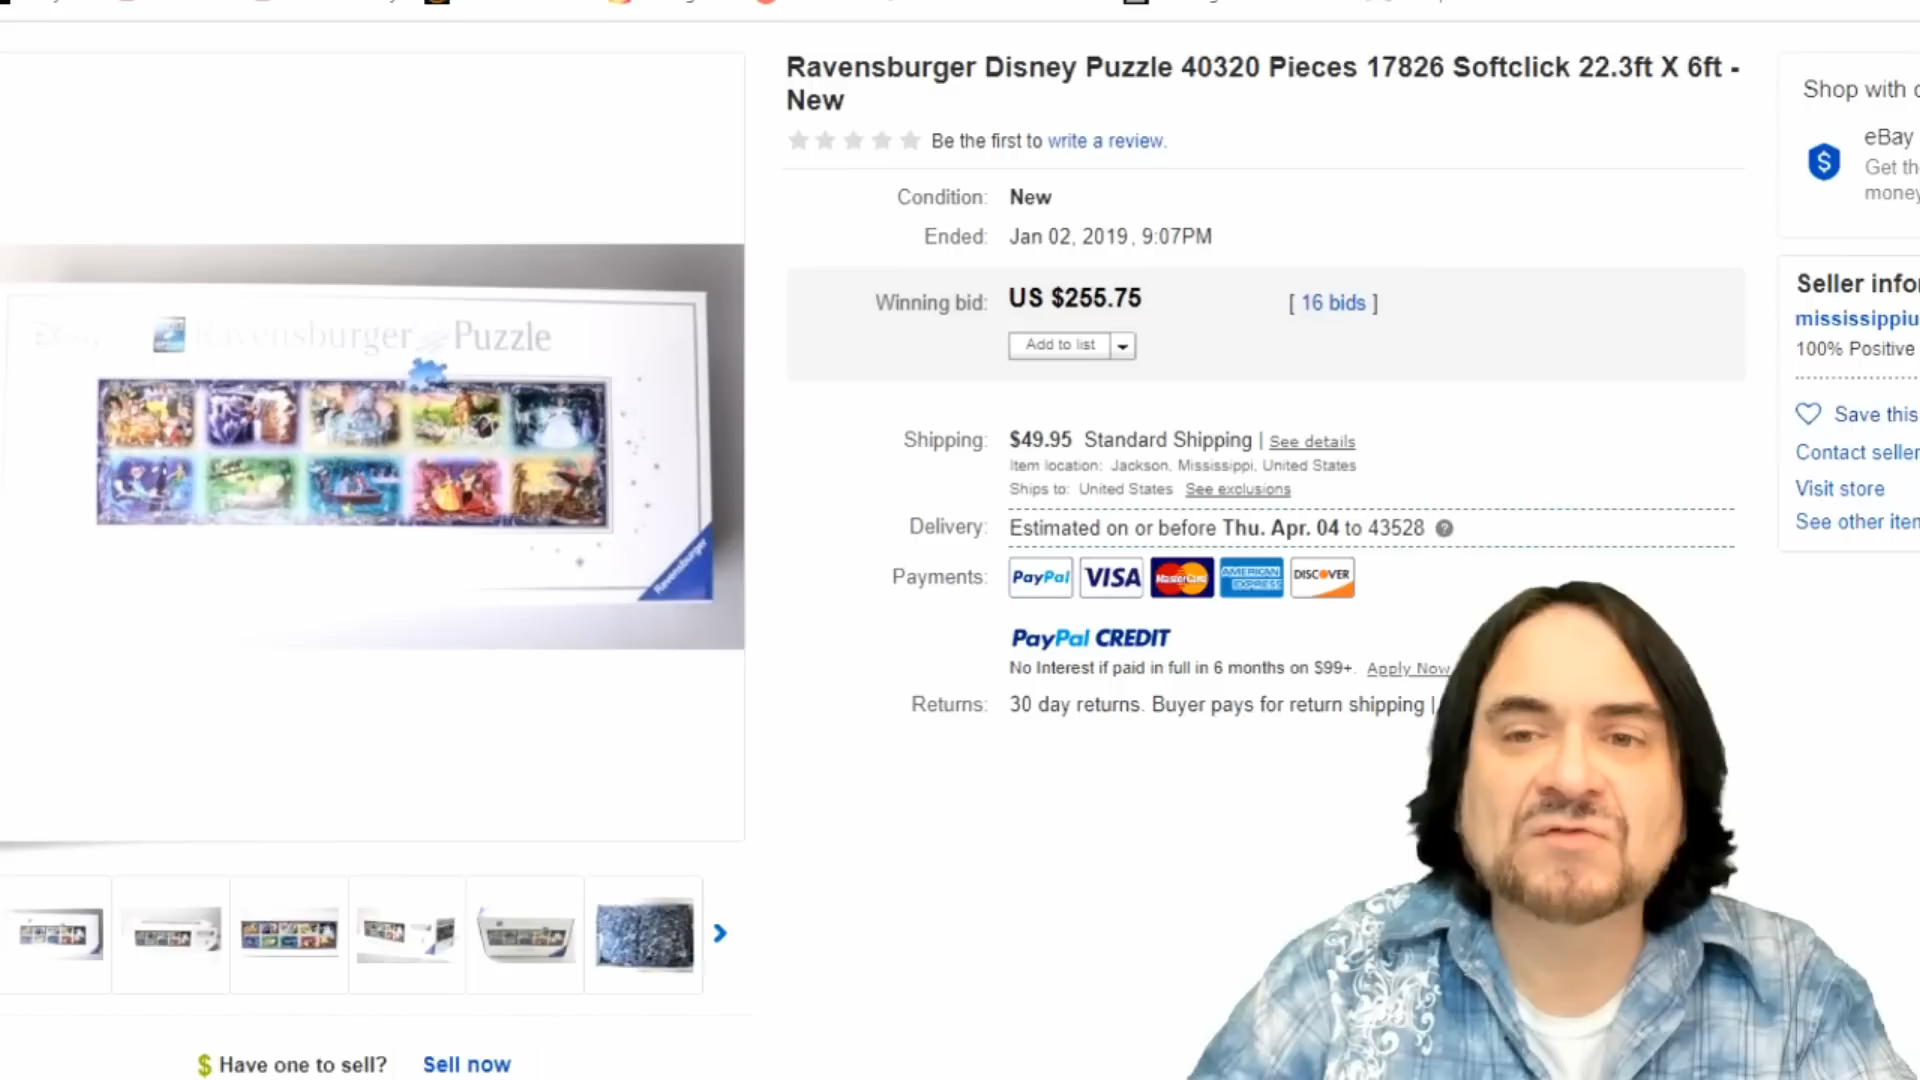 Ravensburger Disney Puzzle 40320 Pieces 17826 Softclick 22.3ft X 6ft -
New
Be the first to write a review.
Condition: New
Ended: Jan 02, 2019 , 9:07PM
Winning bid: US $255.75 [ 16 bids ]
Add to list
Shipping: $49.95 Standard Shipping | See details
Item location: Jackson, Mississippi, United States
Ships to: United States See exclusions
Delivery: Estimated on or before Thu. Apr. 04 to 43528
Payments: PayPal VISA MasterCard AMERICAN EXPRESS DISCOVER
PayPal CREDIT
No Interest if paid in full in 6 months on $99+. Apply Now
Returns: 30 day returns. Buyer pays for return shipping |
Shop with
eBay
Get
money
Seller
100% Positive
Save this
Contact seller
Visit store
See other
Ravensburger Puzzle
Ravensburger
$ Have one to sell? Sell now